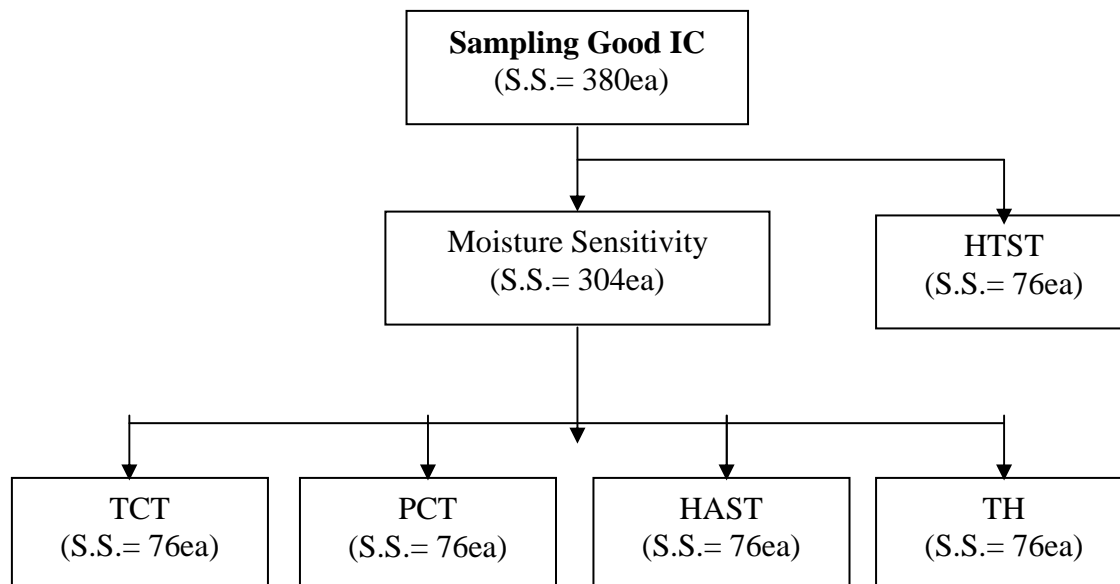 Sampling Good IC
(S.S.= 380ea)
Moisture Sensitivity
(S.S.= 304ea)
HTST
(S.S.= 76ea)
TCT
(S.S.= 76ea)
PCT
(S.S.= 76ea)
HAST
(S.S.= 76ea)
TH
(S.S.= 76ea)